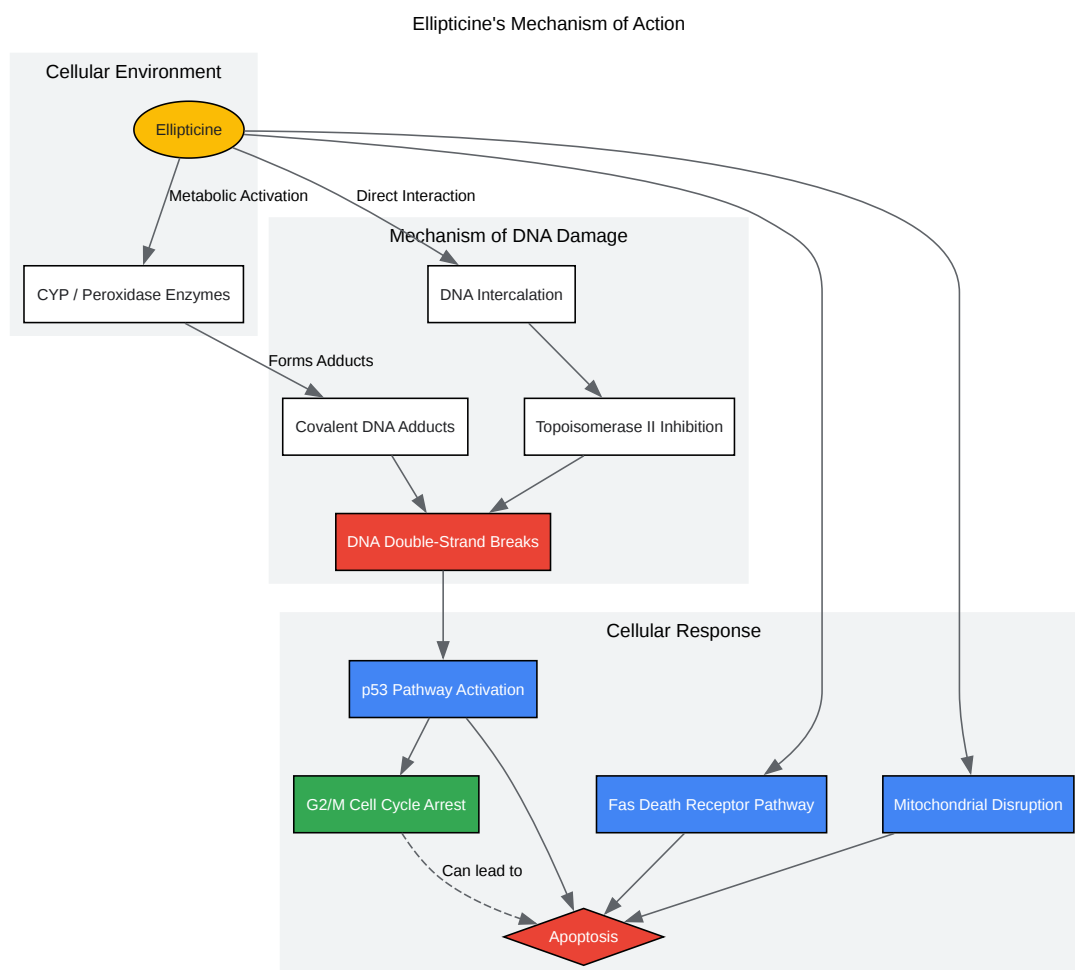 Ellipticine's Mechanism of Action
Cellular Environment
Ellipticine
Metabolic Activation
Direct Interaction
Mechanism of DNA Damage
CYP / Peroxidase Enzymes
DNA Intercalation
Forms Adducts
Covalent DNA Adducts
Topoisomerase II Inhibition
DNA Double-Strand Breaks
Cellular Response
p53 Pathway Activation
G2/M Cell Cycle Arrest
Fas Death Receptor Pathway
Mitochondrial Disruption
Can lead to
Apoptosis